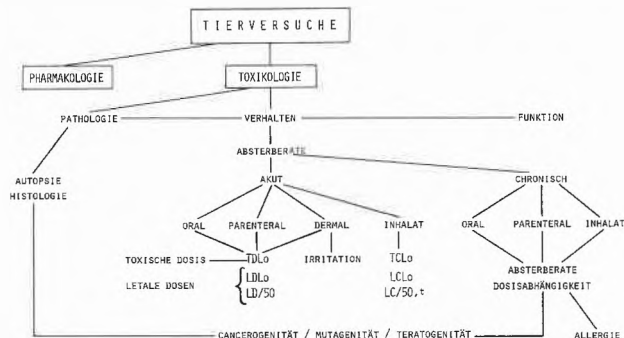 TIERVERSUCHE
PHARMAKOLOGIE TOXIKOLOGIE
PATHOLOGIE VERHALTEN FUNKTION
ABSTERBERATE
AUTOPSIE
HISTOLOGIE
AKUT CHRONISCH
ORAL PARENTERAL DERMAL INHALAT ORAL PARENTERAL INHALAT
TOXISCHE DOSIS TDLo IRRITATION TCLo
ABSTERBERATE
DOSISABHÄNGIGKEIT
LETALE DOSEN { LDLo LCLo
LD/50 LC/50,t
CANCEROGENITÄT / MUTAGENITÄT / TERATOGENITÄT ALLERGIE